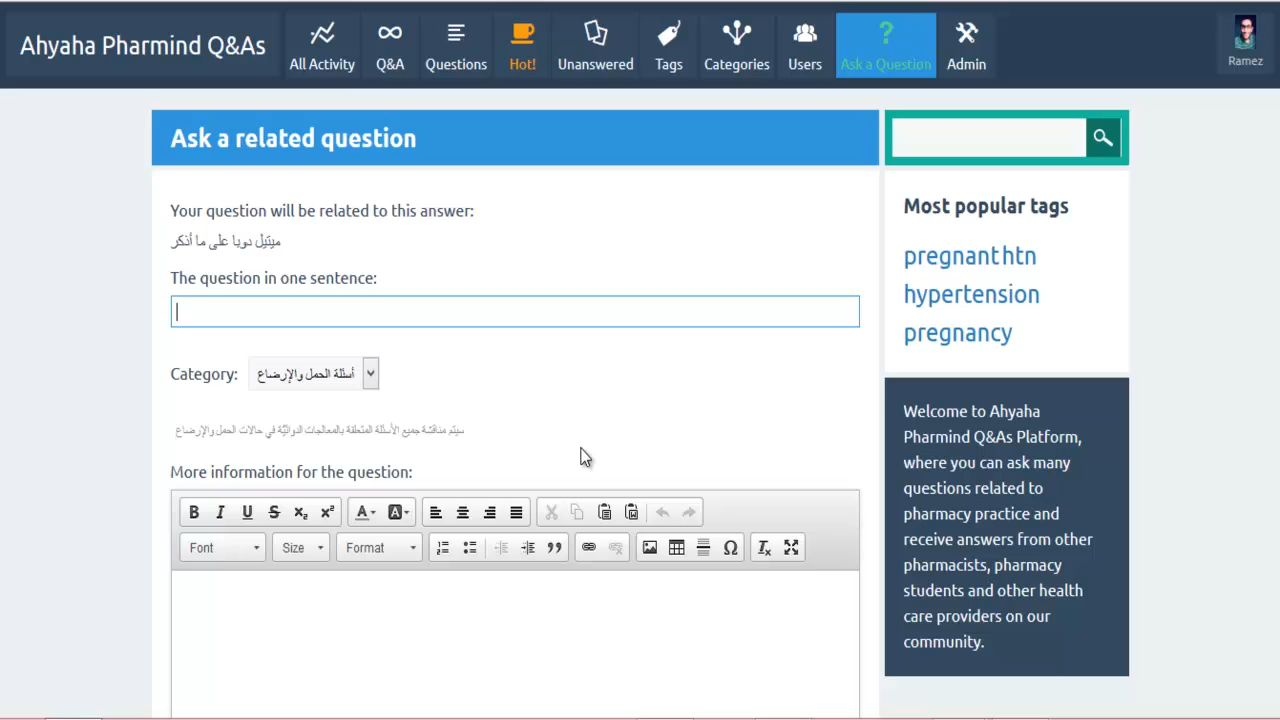 Ahyaha Pharmind Q&As
All Activity
Q&A
Questions
Hot!
Unanswered
Tags
Categories
Users
Ask a Question
Admin
Ramez
Ask a related question
Your question will be related to this answer:
ميتيل دوبا على ما أذكر
The question in one sentence:
Category:
أسئلة الحمل والإرضاع
سيتم مناقشة جميع الأسئلة المتعلقة بالمعالجات الدوائيّة في حالات الحمل والإرضاع
More information for the question:
Font
Size
Format
Most popular tags
pregnant htn
hypertension
pregnancy
Welcome to Ahyaha
Pharmind Q&As Platform,
where you can ask many
questions related to
pharmacy practice and
receive answers from other
pharmacists, pharmacy
students and other health
care providers on our
community.